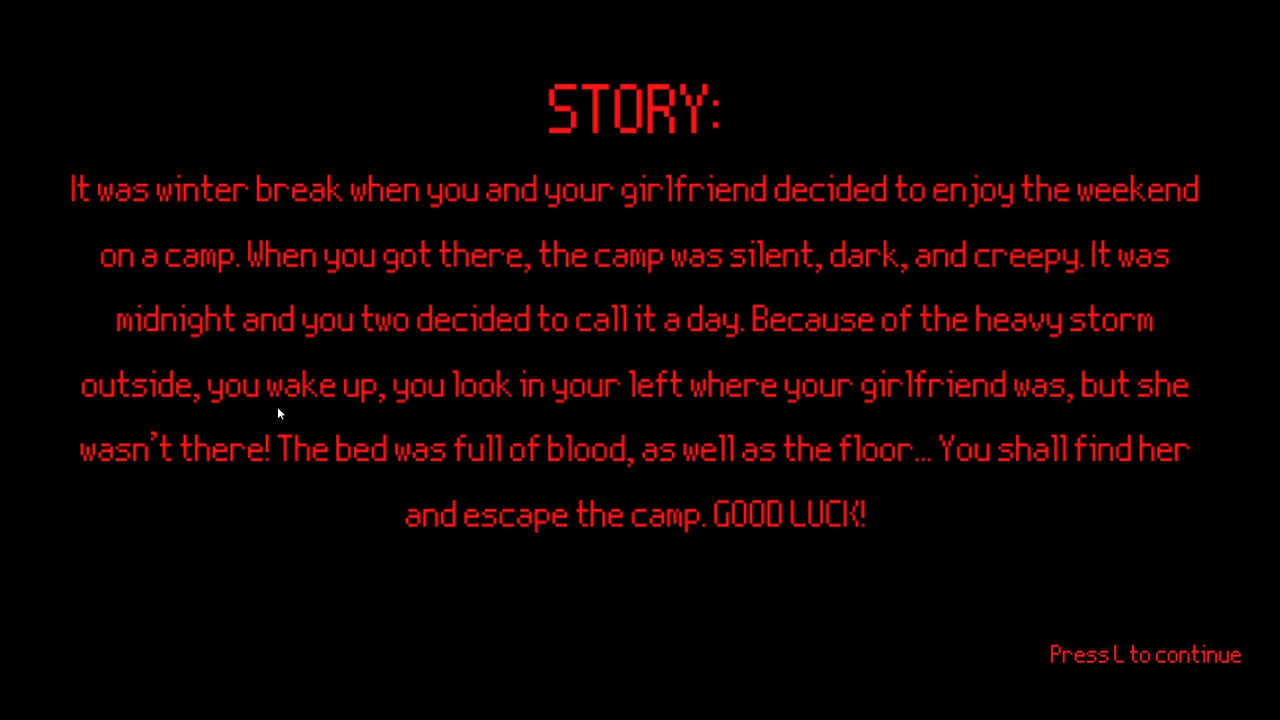 STORY:
It was winter break when you and your girlfriend decided to enjoy the weekend
on a camp. When you got there, the camp was silent, dark, and creepy. It was
midnight and you two decided to call it a day. Because of the heavy storm
outside, you wake up, you look in your left where your girlfriend was, but she
wasn't there! The bed was full of blood, as well as the floor... You shall find her
and escape the camp. GOOD LUCK!
Press L to continue